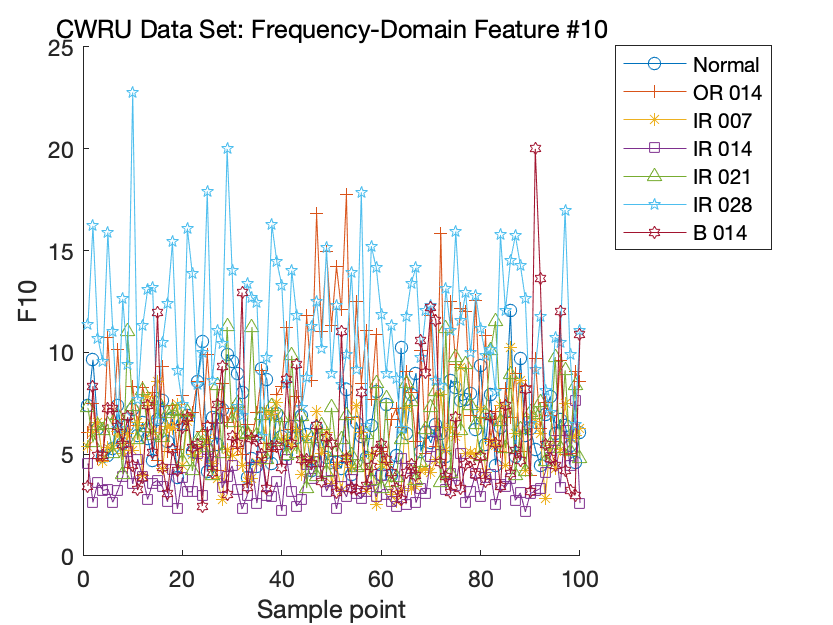 CWRU Data Set: Frequency-Domain Feature #10
25
20
15
10
5
0
F10
0 20 40 60 80 100
Sample point
Normal
OR 014
IR 007
IR 014
IR 021
IR 028
B 014